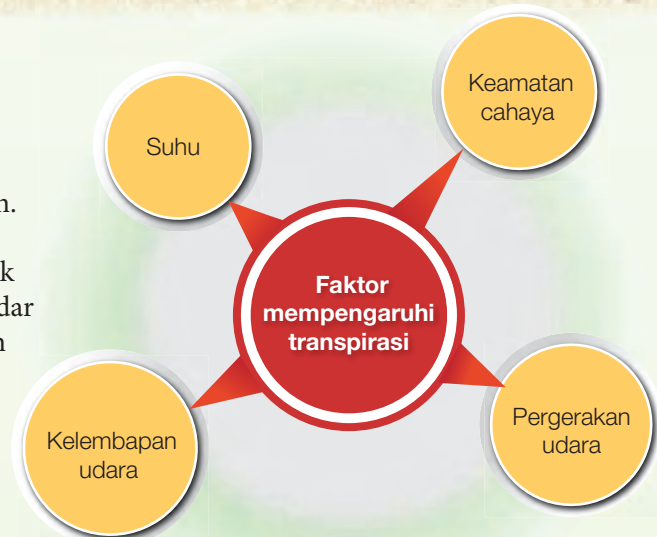 Suhu
Keamatan
cahaya
Faktor
mempengaruhi
transpirasi
Kelembapan
udara
Pergerakan
udara